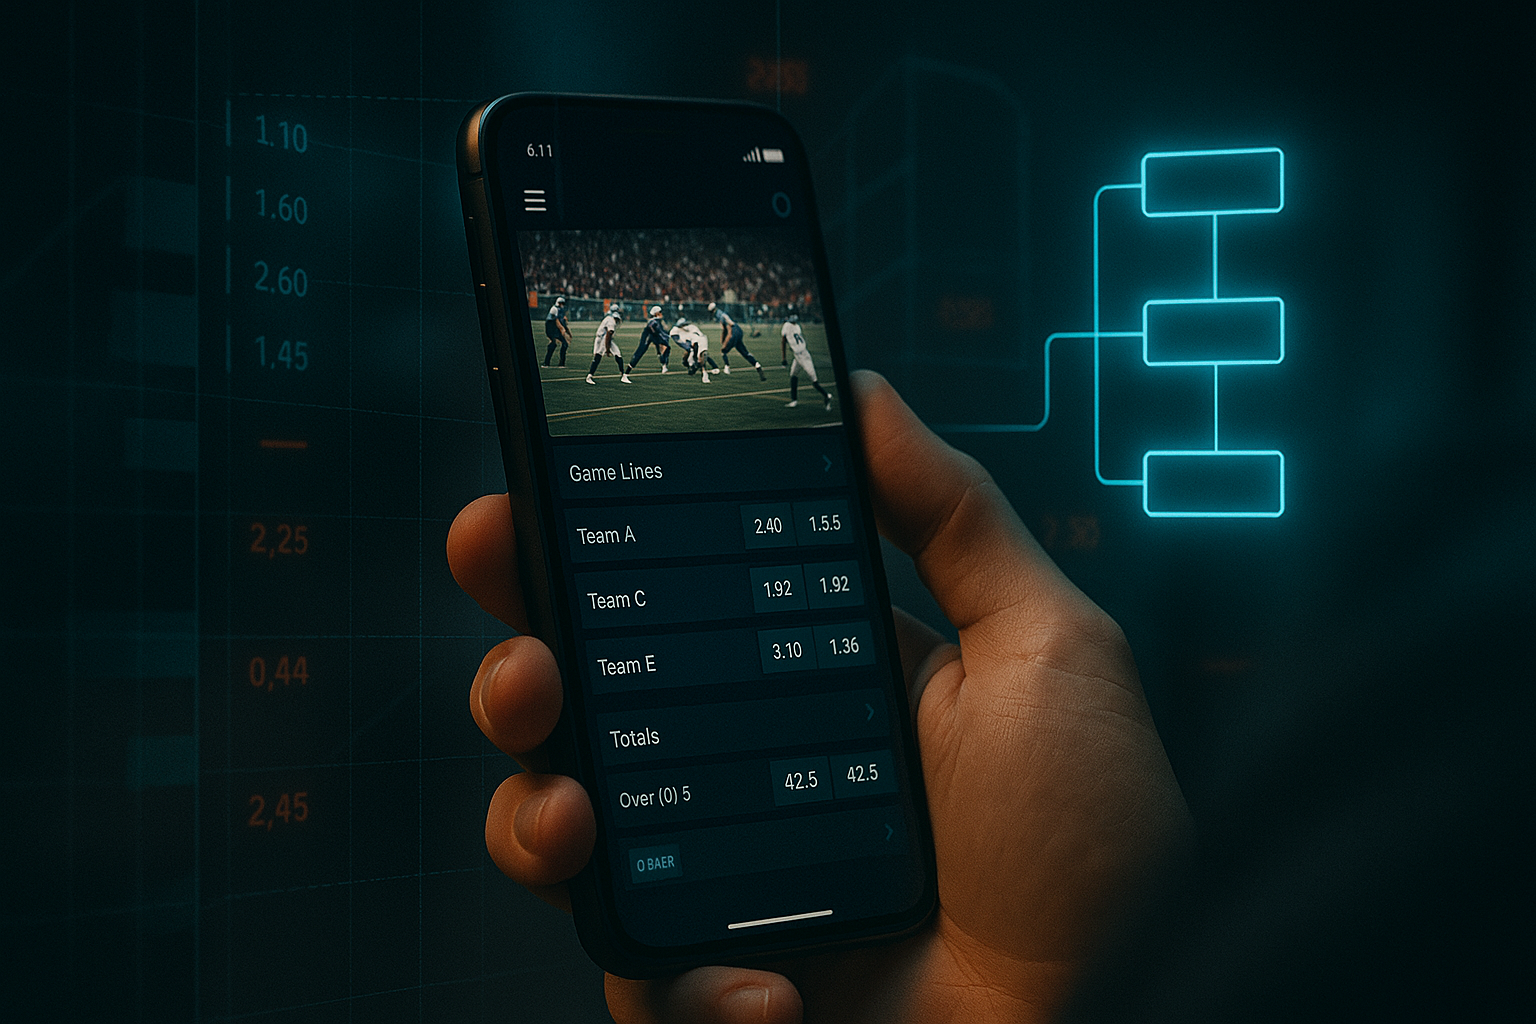 1.10
1.60
2.60
1.45
2,25
0,44
2,45
6.11
Game Lines
Team A 2.40 1.5.5
Team C 1.92 1.92
Team E 3.10 1.36
Totals
Over (0) 5 42.5 42.5
O BAER